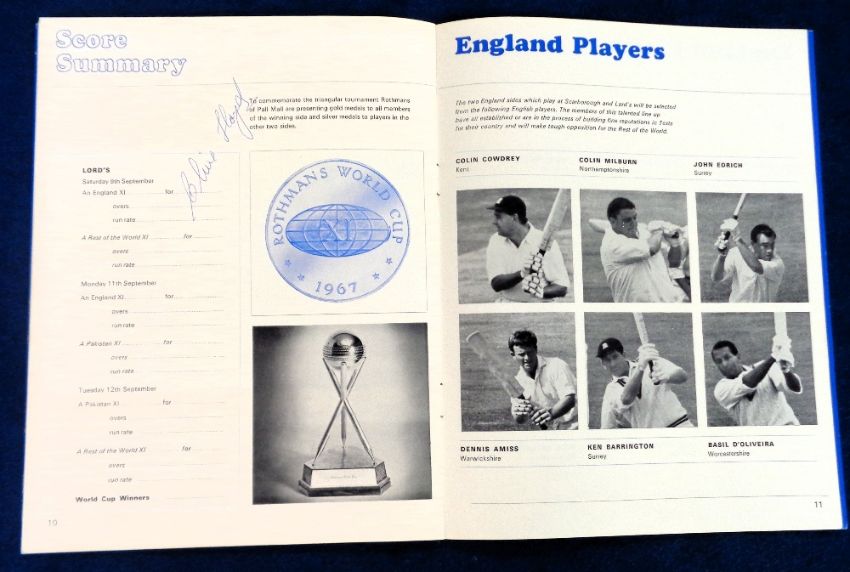 Score
Summary
To commemorate the triangular tournament Rothmans
of Pall Mall are presenting gold medals to all members
of the winning side and silver medals to players in the
other two sides.
LORD'S
Saturday 9th September
An England XI for
overs
run rate
A Rest of the World XI for
overs
run rate
Monday 11th September
An England XI for
overs
run rate
A Pakistan XI for
overs
run rate
Tuesday 12th September
A Pakistan XI for
overs
run rate
A Rest of the World XI for
overs
run rate
World Cup Winners
10
ROTHMANS WORLD CUP
1967
England Players
The two England sides which play at Scarborough and Lord's will be selected
from the following English players. The members of this talented line up
have all established or are in the process of building fine reputations in Tests
for their country and will make tough opposition for the Rest of the World.
COLIN COWDREY
Kent
COLIN MILBURN
Northamptonshire
JOHN EDRICH
Surrey
DENNIS AMISS
Warwickshire
KEN BARRINGTON
Surrey
BASIL D'OLIVEIRA
Worcestershire
11